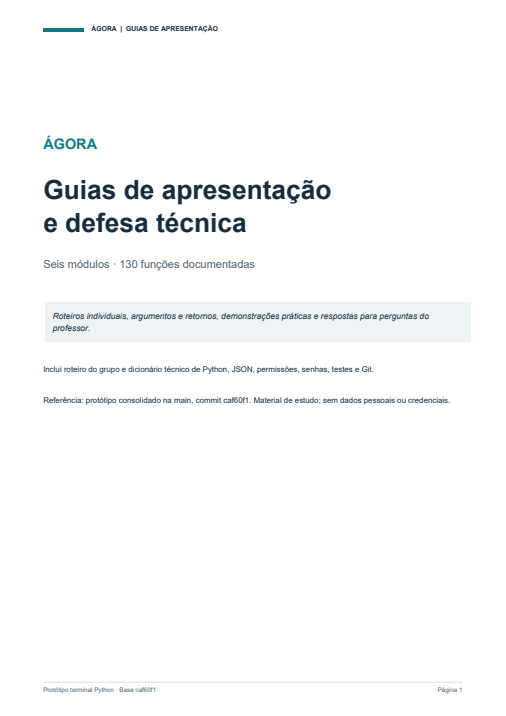 ÁGORA | GUIAS DE APRESENTAÇÃO
ÁGORA
Guias de apresentação
e defesa técnica
Seis módulos · 130 funções documentadas
Roteiros individuais, argumentos e retornos, demonstrações práticas e respostas para perguntas do
professor.
Inclui roteiro do grupo e dicionário técnico de Python, JSON, permissões, senhas, testes e Git.
Referência: protótipo consolidado na main, commit caf60f1. Material de estudo; sem dados pessoais ou credenciais.
Protótipo terminal Python · Base caf60f1
Página 1